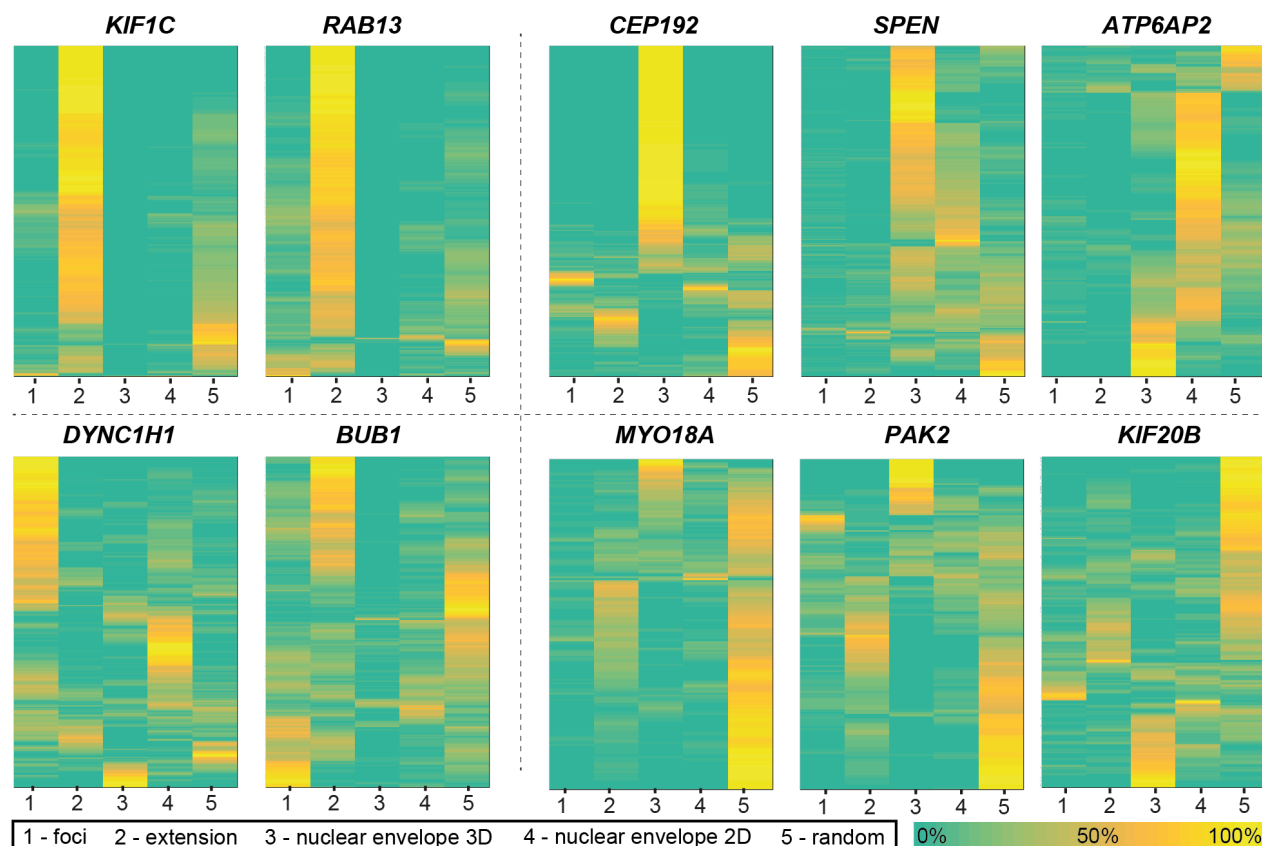 KIF1C RAB13 CEP192 SPEN ATP6AP2
1 2 3 4 5 1 2 3 4 5 1 2 3 4 5 1 2 3 4 5 1 2 3 4 5
DYNC1H1 BUB1 MYO18A PAK2 KIF20B
1 2 3 4 5 1 2 3 4 5 1 2 3 4 5 1 2 3 4 5 1 2 3 4 5
1 - foci 2 - extension 3 - nuclear envelope 3D 4 - nuclear envelope 2D 5 - random 0% 50% 100%